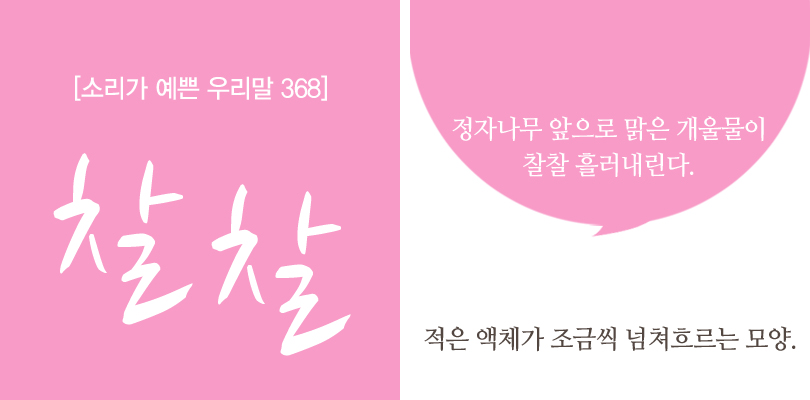 [소리가 예쁜 우리말 368]
찰찰
정자나무 앞으로 맑은 개울물이
찰찰 흘러내린다.
적은 액체가 조금씩 넘쳐흐르는 모양.